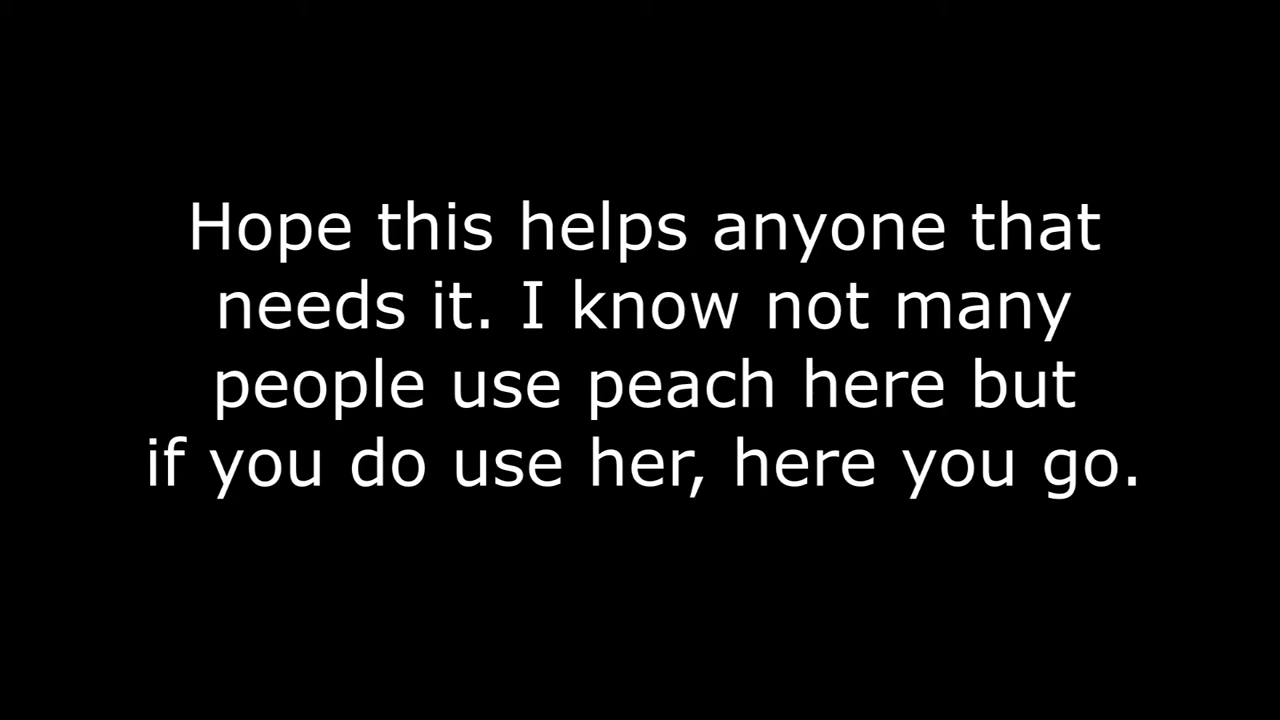 Hope this helps anyone that
needs it. I know not many
people use peach here but
if you do use her, here you go.